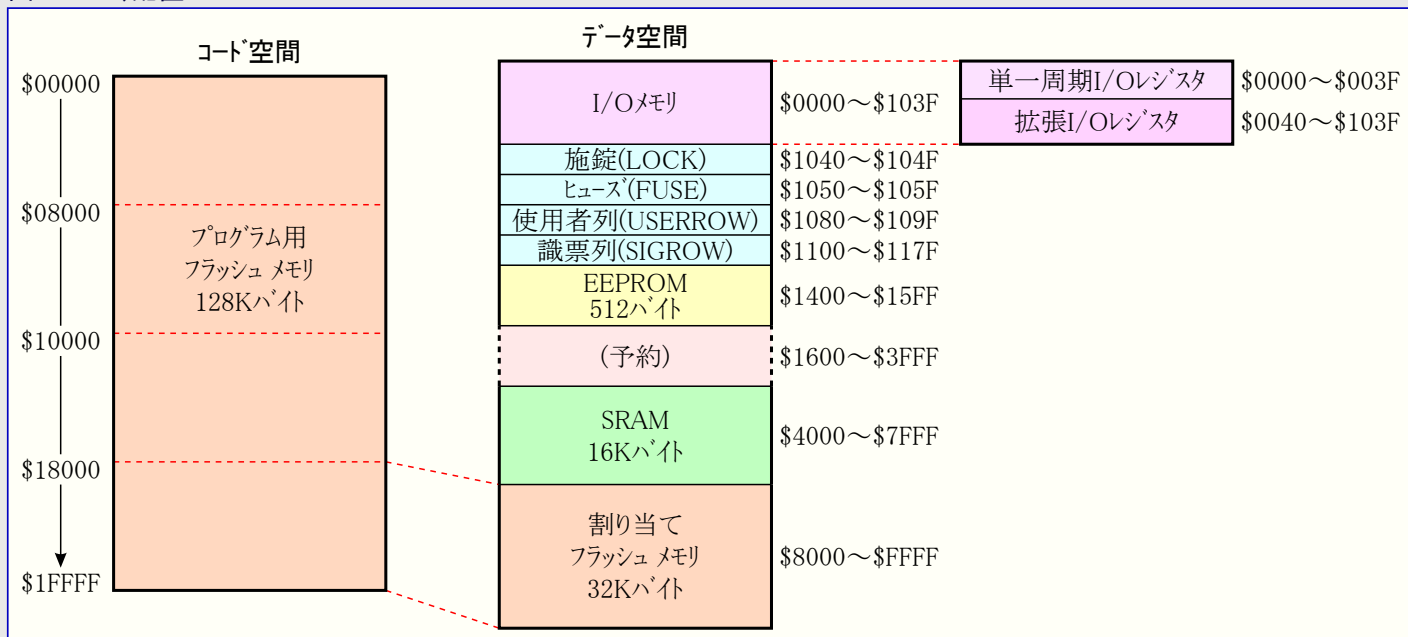 コード空間
$00000
$08000
$10000
$18000
$1FFFF
プログラム用
フラッシュ メモリ
128Kバイト
データ空間
I/Oメモリ
$0000～$103F
施錠(LOCK)
$1040～$104F
ヒューズ(FUSE)
$1050～$105F
使用者列(USERROW)
$1080～$109F
識票列(SIGROW)
$1100～$117F
EEPROM
512バイト
$1400～$15FF
(予約)
$1600～$3FFF
SRAM
16Kバイト
$4000～$7FFF
割り当て
フラッシュ メモリ
32Kバイト
$8000～$FFFF
単一周期I/Oレジスタ
$0000～$003F
拡張I/Oレジスタ
$0040～$103F